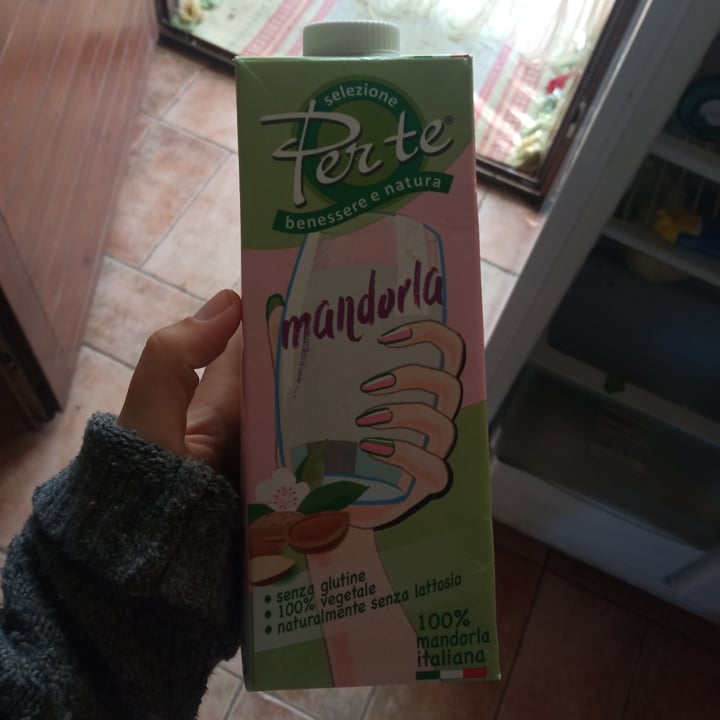 selezione
Per te®
benessere e natura
mandorla
• senza glutine
• 100% vegetale
• naturalmente senza lattosio
100%
mandorla
italiana